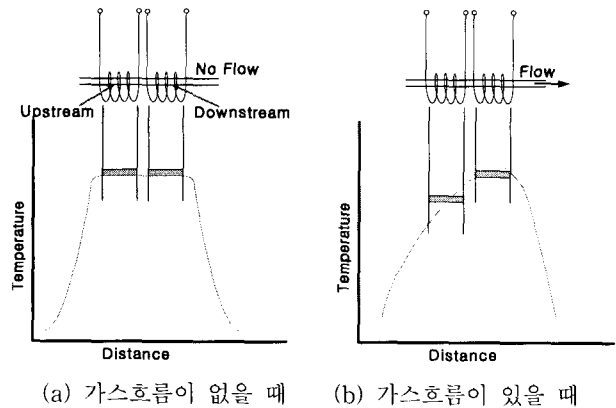 No Flow
Upstream
Downstream
Temperature
Distance
(a) 가스흐름이 없을 때
Flow
Temperature
Distance
(b) 가스흐름이 있을 때